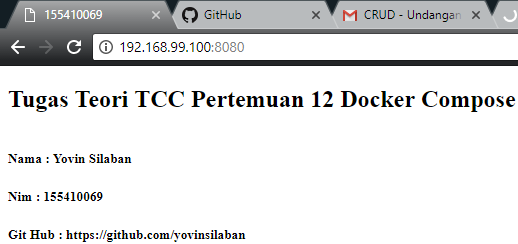 155410069
GitHub
CRUD - Undangan
192.168.99.100:8080
Tugas Teori TCC Pertemuan 12 Docker Compose
Nama : Yovin Silaban
Nim : 155410069
Git Hub : https://github.com/yovinsilaban